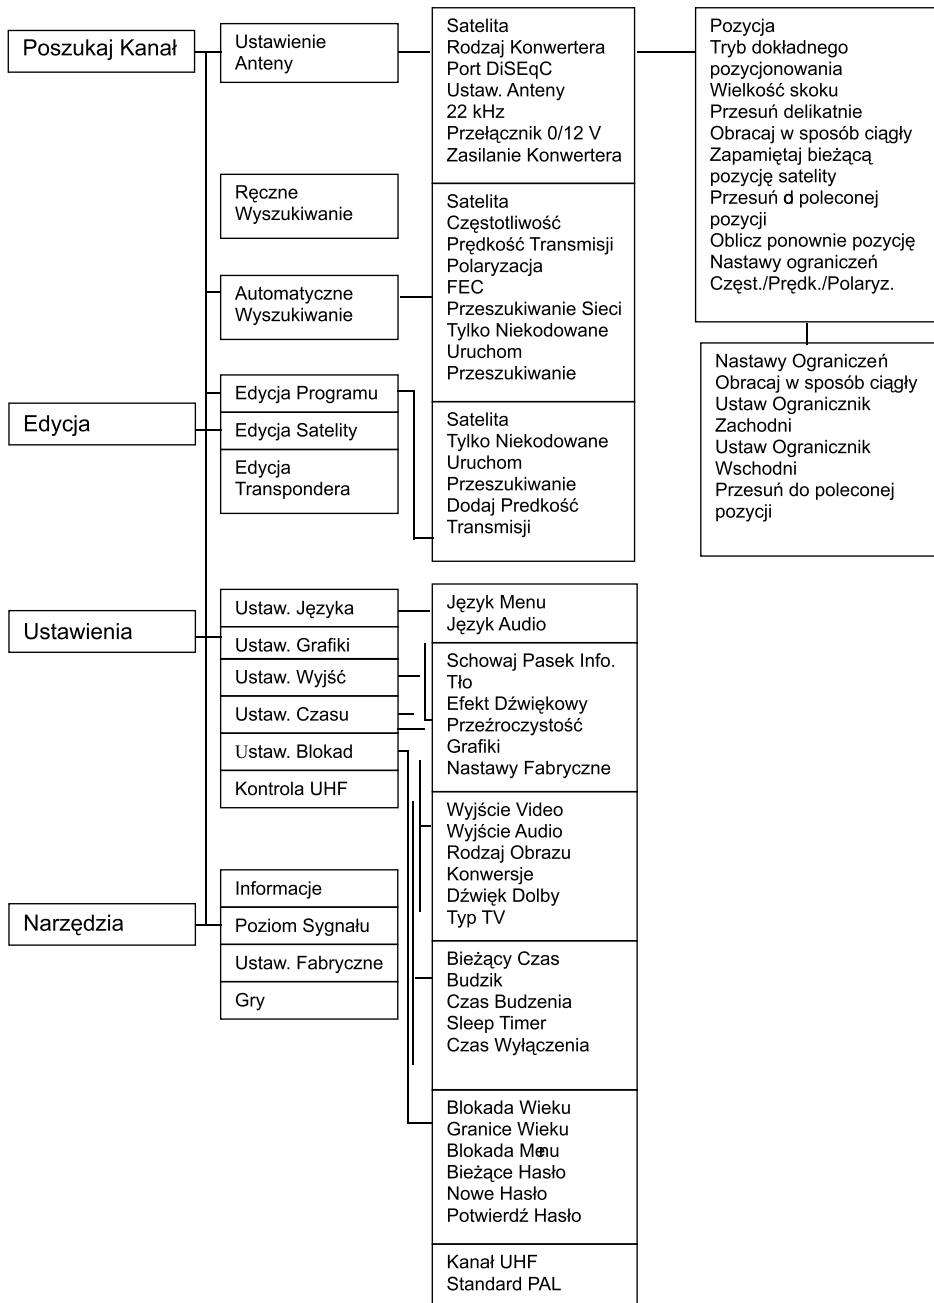 Poszukaj Kanał
Ustawienie
Anteny
Ręczne
Wyszukiwanie
Automatyczne
Wyszukiwanie
Satelita
Rodzaj Konwertera
Port DiSEqC
Ustaw. Anteny
22 kHz
Przełącznik 0/12 V
Zasilanie Konwertera
Satelita
Częstotliwość
Prędkość Transmisji
Polaryzacja
FEC
Przeszukiwanie Sieci
Tylko Niekodowane
Uruchom
Przeszukiwanie
Satelita
Tylko Niekodowane
Uruchom
Przeszukiwanie
Dodaj Predkość
Transmisji
Pozycja
Tryb dokładnego
pozycjonowania
Wielkość skoku
Przesuń delikatnie
Obracaj w sposób ciągły
Zapamiętaj bieżącą
pozycję satelity
Przesuń d poleconej
pozycji
Oblicz ponownie pozycję
Nastawy ograniczeń
Częst./Prędk./Polaryz.
Nastawy Ograniczeń
Obracaj w sposób ciągły
Ustaw Ogranicznik
Zachodni
Ustaw Ogranicznik
Wschodni
Przesuń do poleconej
pozycji
Edycja
Edycja Programu
Edycja Satelity
Edycja
Transpondera
Ustawienia
Ustaw. Języka
Ustaw. Grafiki
Ustaw. Wyjść
Ustaw. Czasu
Ustaw. Blokad
Kontrola UHF
Język Menu
Język Audio
Schowaj Pasek Info.
Tło
Efekt Dźwiękowy
Przeźroczystość
Grafiki
Nastawy Fabryczne
Wyjście Video
Wyjście Audio
Rodzaj Obrazu
Konwersje
Dźwięk Dolby
Typ TV
Bieżący Czas
Budzik
Czas Budzenia
Sleep Timer
Czas Wyłączenia
Blokada Wieku
Granice Wieku
Blokada Menu
Bieżące Hasło
Nowe Hasło
Potwierdź Hasło
Kanał UHF
Standard PAL
Narzędzia
Informacje
Poziom Sygnału
Ustaw. Fabryczne
Gry